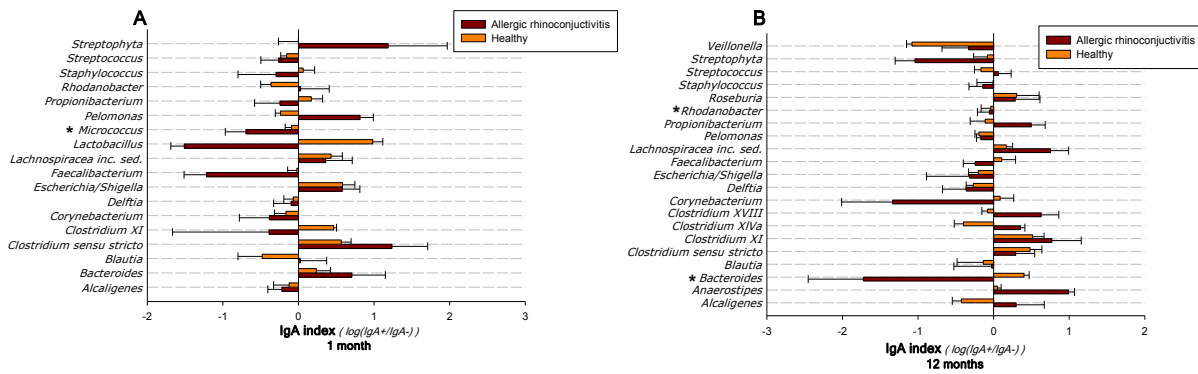 A
Allergic rhinoconjuctivitis
Healthy
Streptophyta
Streptococcus
Staphylococcus
Rhodanobacter
Propionibacterium
Pelomonas
* Micrococcus
Lactobacillus
Lachnospiracea inc. sed.
Faecalibacterium
Escherichia/Shigella
Delftia
Corynebacterium
Clostridium XI
Clostridium sensu stricto
Blautia
Bacteroides
Alcaligenes
-2 -1 0 1 2 3
IgA index ( log(IgA+/IgA-) )
1 month
B
Allergic rhinoconjuctivitis
Healthy
Veillonella
Streptophyta
Streptococcus
Staphylococcus
Roseburia
* Rhodanobacter
Propionibacterium
Pelomonas
Lachnospiracea inc. sed.
Faecalibacterium
Escherichia/Shigella
Delftia
Corynebacterium
Clostridium XVIII
Clostridium XIVa
Clostridium XI
Clostridium sensu stricto
Blautia
* Bacteroides
Anaerostipes
Alcaligenes
-3 -2 -1 0 1 2
IgA index ( log(IgA+/IgA-) )
12 months